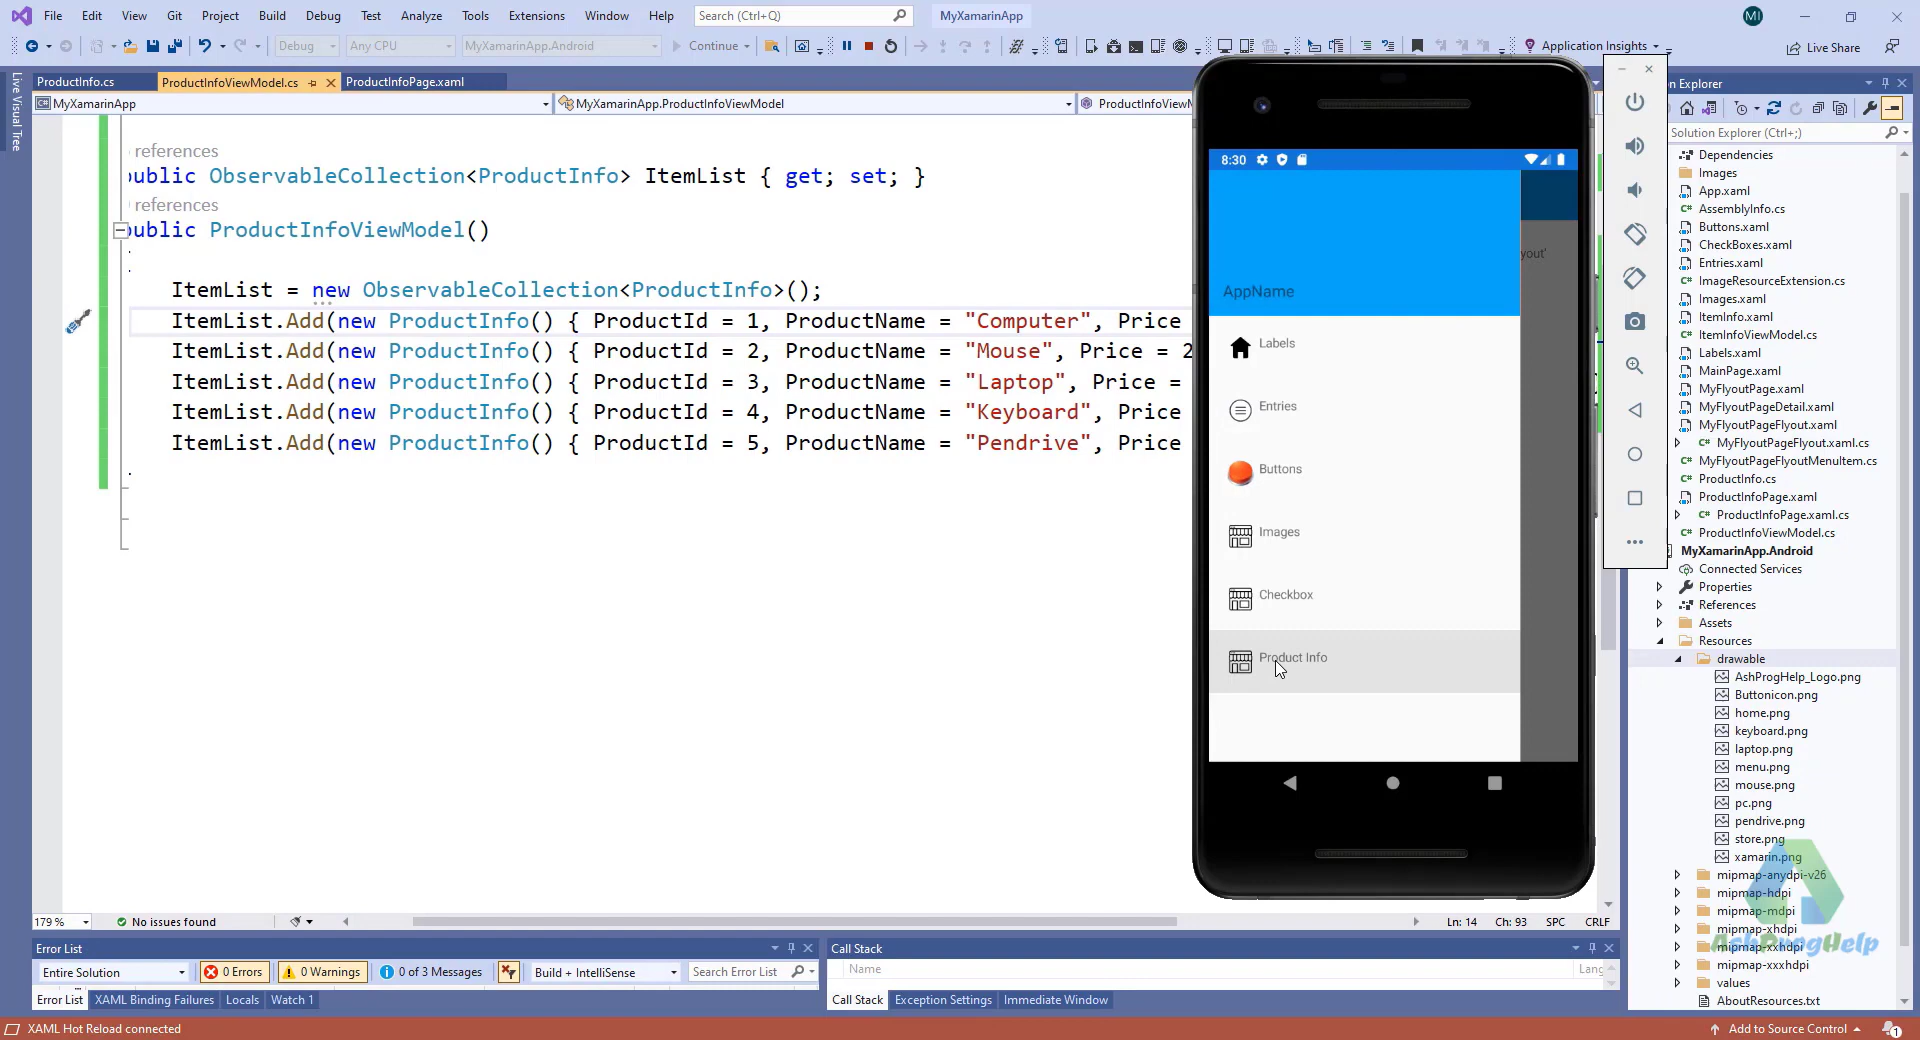 File Edit View Git Project Build Debug Test Analyze Tools Extensions Window Help Search (Ctrl+Q) MyXamarinApp MI
Debug Any CPU MyXamarinApp.Android Continue Application Insights Live Share
ProductInfo.cs ProductInfoViewModel.cs ProductInfoPage.xaml
MyXamarinApp MyXamarinApp.ProductInfoViewModel
Live Visual Tree
references
public ObservableCollection<ProductInfo> ItemList { get; set; }
references
public ProductInfoViewModel()
ItemList = new ObservableCollection<ProductInfo>();
ItemList.Add(new ProductInfo() { ProductId = 1, ProductName = "Computer", Price
ItemList.Add(new ProductInfo() { ProductId = 2, ProductName = "Mouse", Price = 2
ItemList.Add(new ProductInfo() { ProductId = 3, ProductName = "Laptop", Price =
ItemList.Add(new ProductInfo() { ProductId = 4, ProductName = "Keyboard", Price
ItemList.Add(new ProductInfo() { ProductId = 5, ProductName = "Pendrive", Price
8:30
AppName
Labels
Entries
Buttons
Images
Checkbox
Product Info
yout'
Explorer
Solution Explorer (Ctrl+;)
Dependencies
Images
App.xaml
AssemblyInfo.cs
Buttons.xaml
CheckBoxes.xaml
Entries.xaml
ImageResourceExtension.cs
Images.xaml
ItemInfo.xaml
ItemInfoViewModel.cs
Labels.xaml
MainPage.xaml
MyFlyoutPage.xaml
MyFlyoutPageDetail.xaml
MyFlyoutPageFlyout.xaml
MyFlyoutPageFlyout.xaml.cs
MyFlyoutPageFlyoutMenuItem.cs
ProductInfo.cs
ProductInfoPage.xaml
ProductInfoPage.xaml.cs
ProductInfoViewModel.cs
MyXamarinApp.Android
Connected Services
Properties
References
Assets
Resources
drawable
AshProgHelp_Logo.png
Buttonicon.png
home.png
keyboard.png
laptop.png
menu.png
mouse.png
pc.png
pendrive.png
store.png
xamarin.png
mipmap-anydpi-v26
mipmap-hdpi
mipmap-mdpi
mipmap-xhdpi
mipmap-xxhdpi
mipmap-xxxhdpi
values
AboutResources.txt
AshProgHelp
179 % No issues found Ln: 14 Ch: 93 SPC CRLF
Error List
Entire Solution 0 Errors 0 Warnings 0 of 3 Messages Build + IntelliSense Search Error List
Error List XAML Binding Failures Locals Watch 1
Call Stack
Name Lang
Call Stack Exception Settings Immediate Window
XAML Hot Reload connected Add to Source Control 1